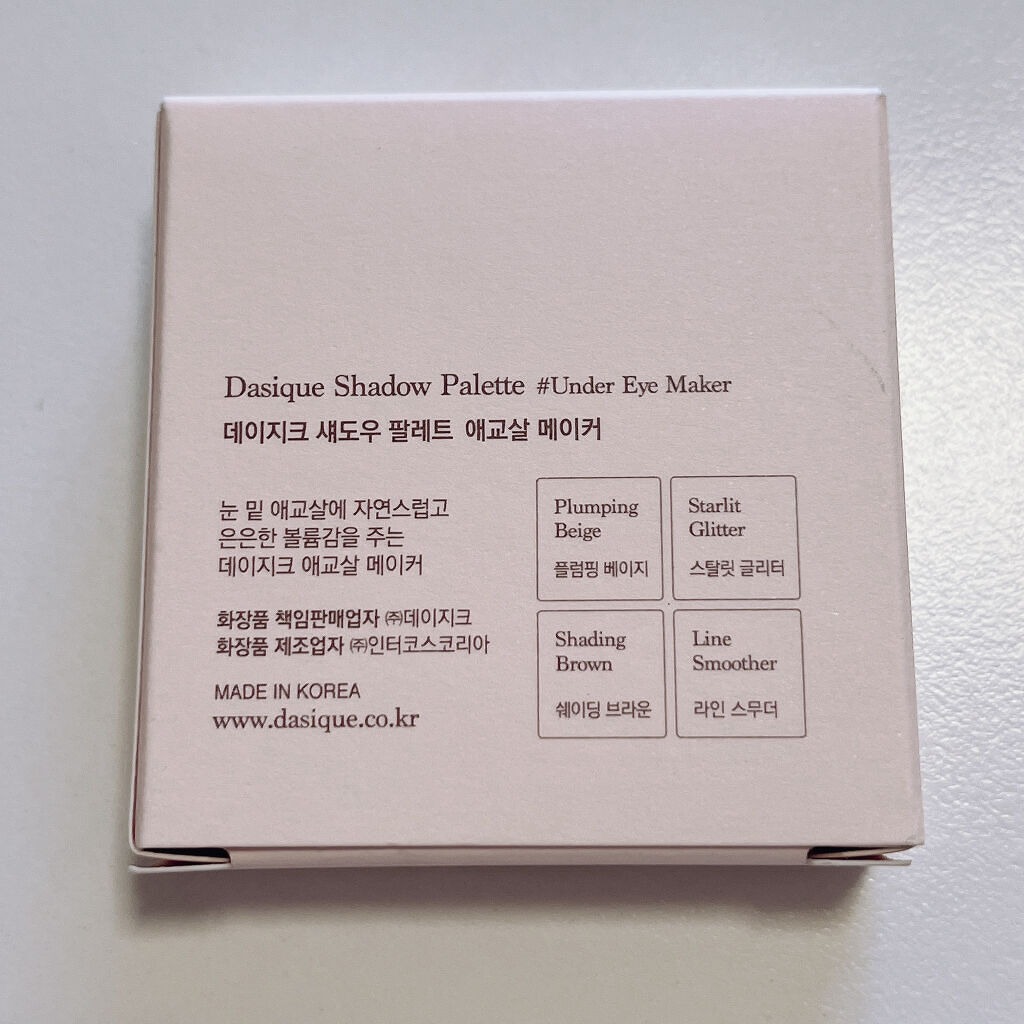 Dasique Shadow Palette #Under Eye Maker
데이지크 섀도우 팔레트 애교살 메이커
눈 밑 애교살에 자연스럽고
은은한 볼륨감을 주는
데이지크 애교살 메이커
화장품 책임판매업자 ㈜데이지크
화장품 제조업자 ㈜인터코스코리아
MADE IN KOREA
www.dasique.co.kr
Plumping
Beige
플럼핑 베이지
Starlit
Glitter
스탈릿 글리터
Shading
Brown
쉐이딩 브라운
Line
Smoother
라인 스무더